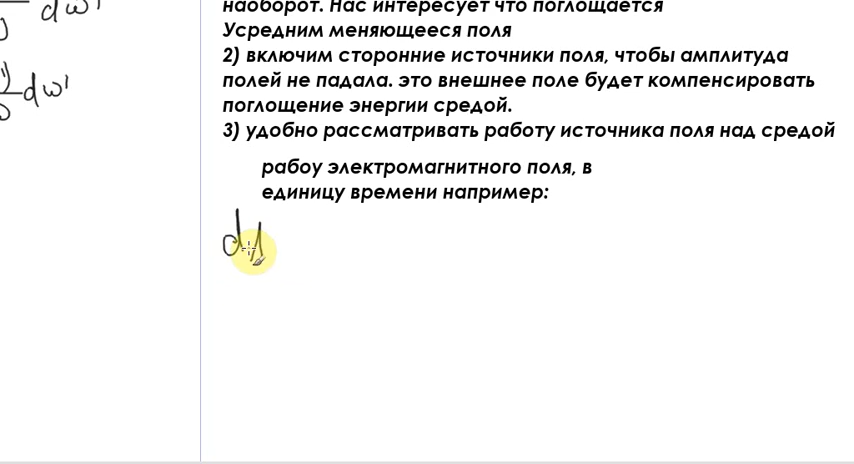 dω'
dω'
наоборот. Нас интересует что поглощается
Усредним меняющееся поля
2) включим сторонние источники поля, чтобы амплитуда
полей не падала. это внешнее поле будет компенсировать
поглощение энергии средой.
3) удобно рассматривать работу источника поля над средой
рабоу электромагнитного поля, в
единицу времени например: